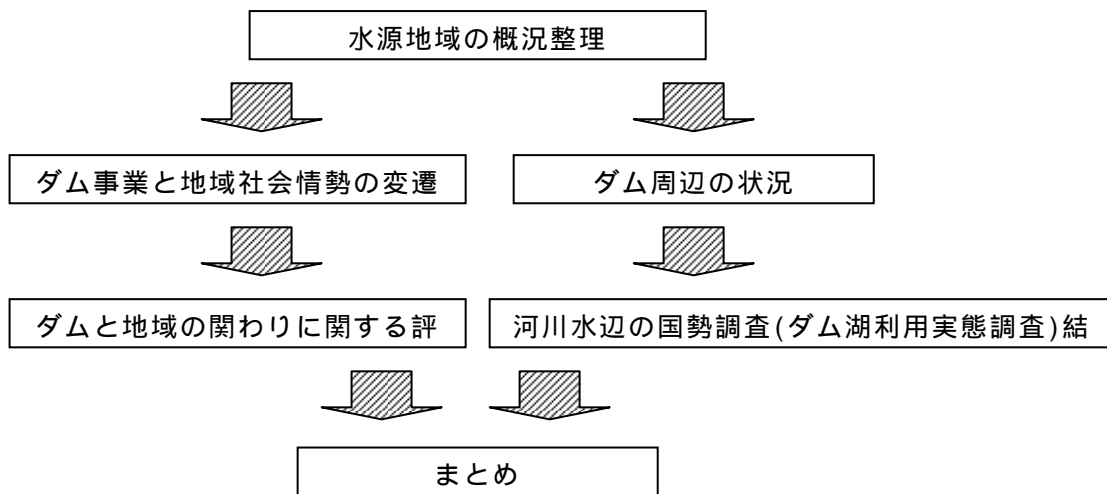 水源地域の概況整理
ダム事業と地域社会情勢の変遷
ダム周辺の状況
ダムと地域の関わりに関する評
河川水辺の国勢調査(ダム湖利用実態調査)結
まとめ